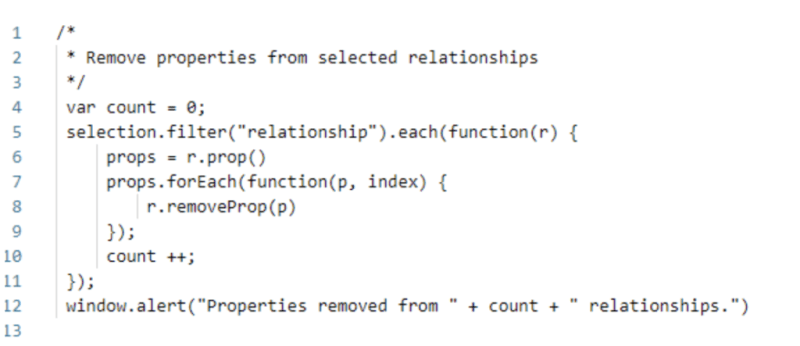 1 /*
2 * Remove properties from selected relationships
3 */
4 var count = 0;
5 selection.filter("relationship").each(function(r) {
6 props = r.prop()
7 props.forEach(function(p, index) {
8 r.removeProp(p)
9 });
10 count ++;
11 });
12 window.alert("Properties removed from " + count + " relationships.")
13